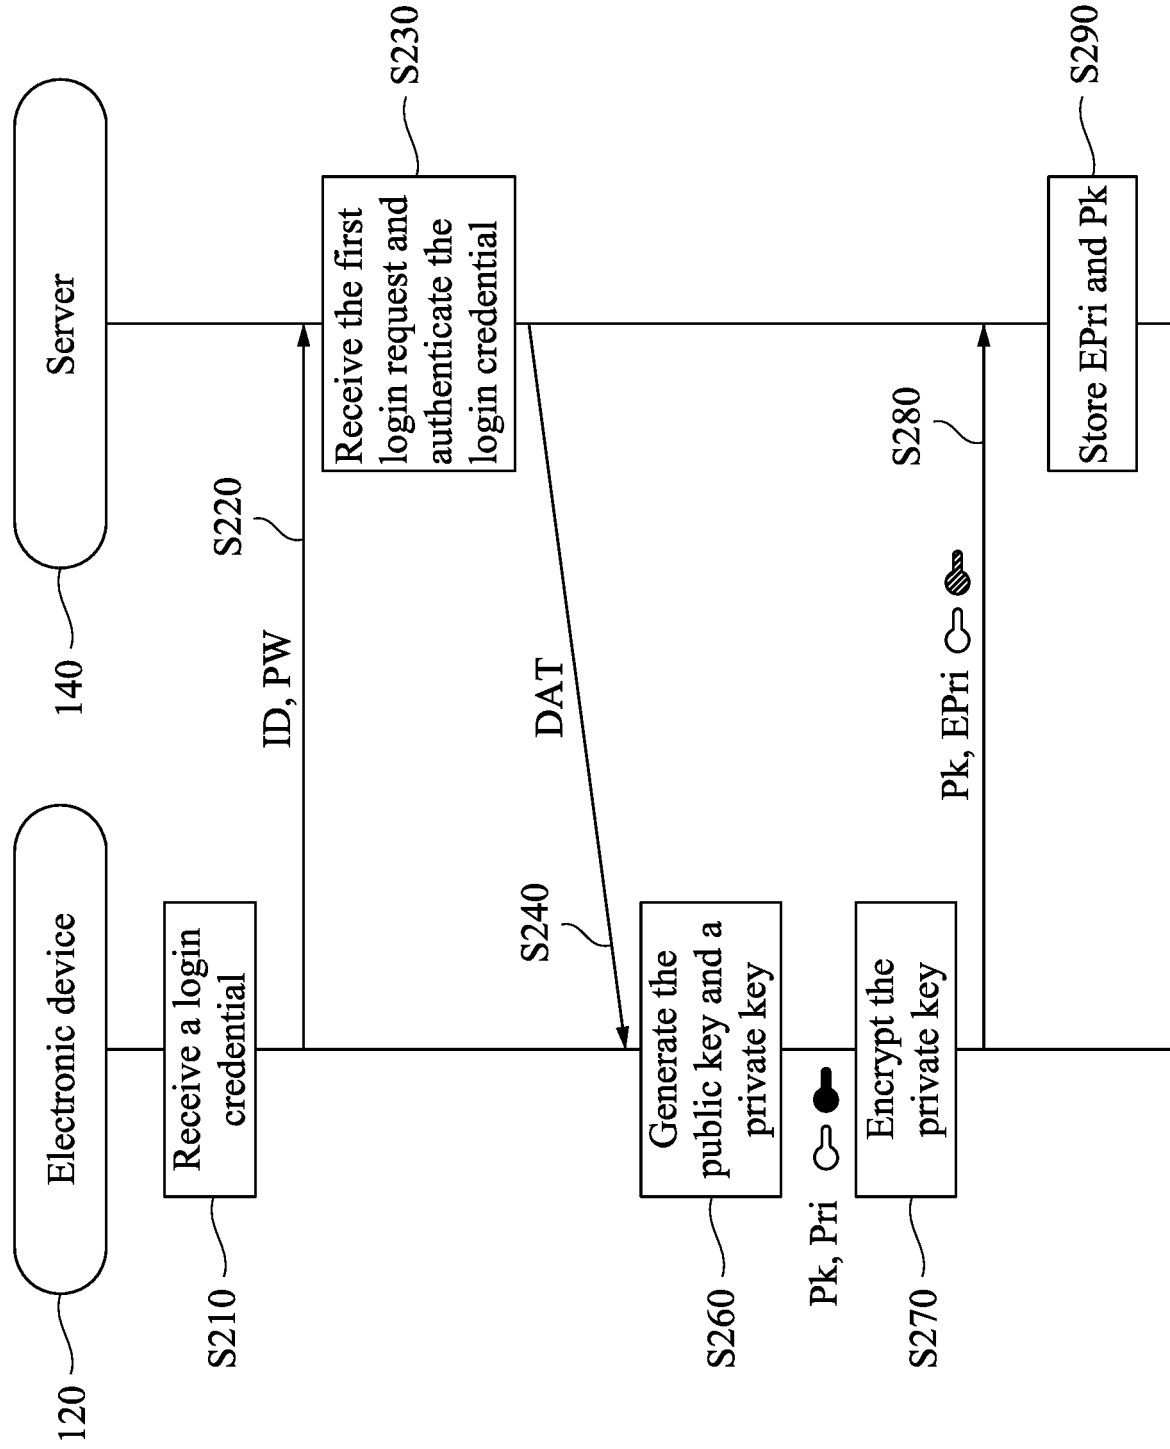 120
Electronic device
140
Server
S210
Receive a login
credential
ID, PW
S220
Receive the first
login request and
authenticate the
login credential
S230
DAT
S240
S260
Generate the
public key and a
private key
Pk, Pri
S270
Encrypt the
private key
Pk, EPri
S280
Store EPri and Pk
S290